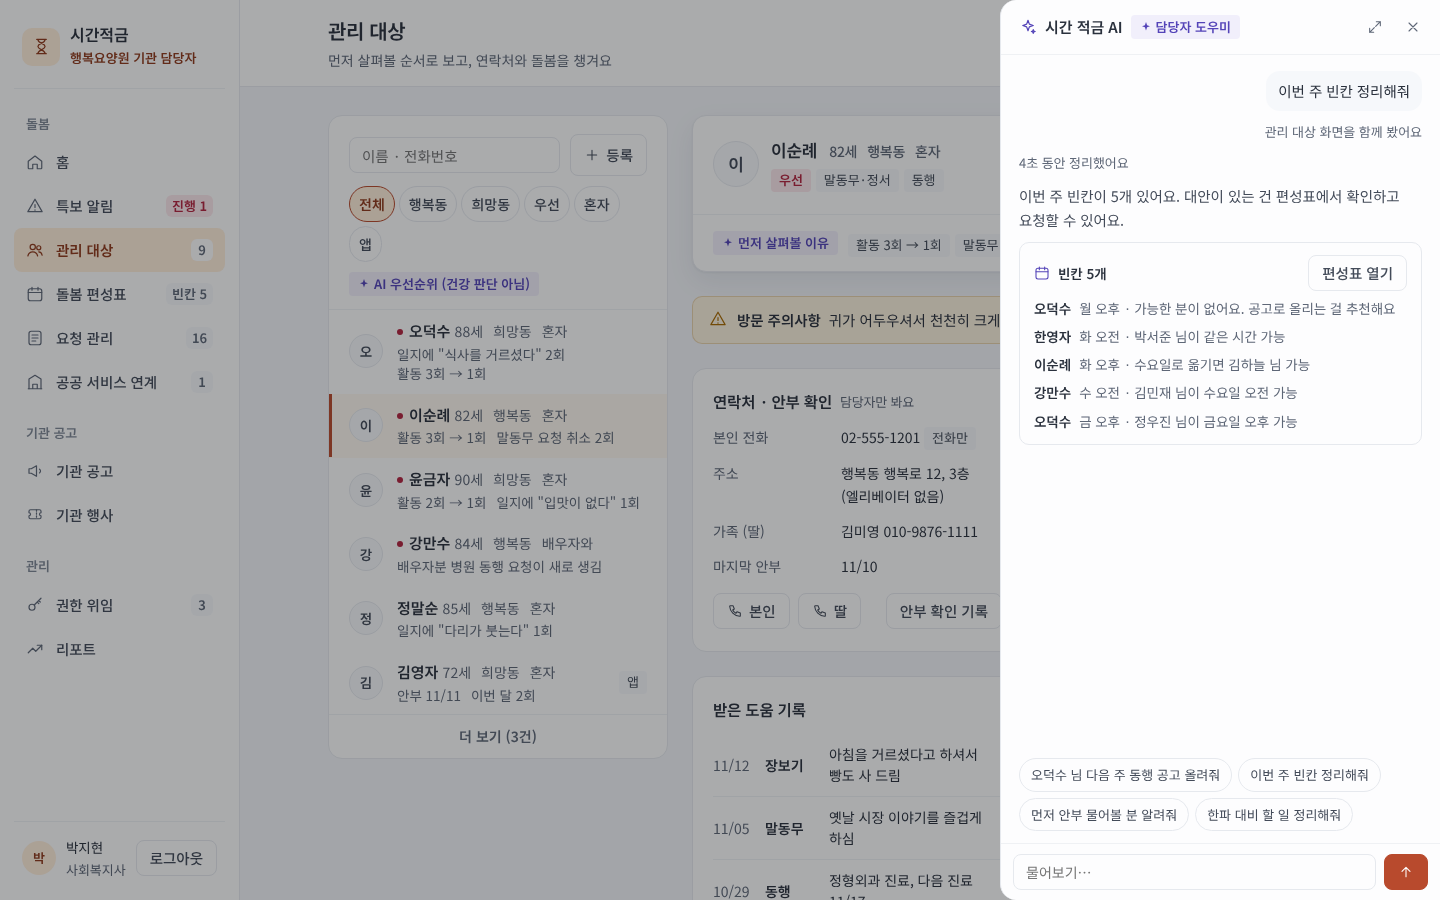 시간적금
행복요양원 기관 담당자
돌봄
홈
특보 알림 진행 1
관리 대상 9
돌봄 편성표 빈칸 5
요청 관리 16
공공 서비스 연계 1
기관 공고
기관 공고
기관 행사
관리
권한 위임 3
리포트
박 박지현
사회복지사
로그아웃
관리 대상
먼저 살펴볼 순서로 보고, 연락처와 돌봄을 챙겨요
이름 · 전화번호
등록
전체 행복동 희망동 우선 혼자
앱
AI 우선순위 (건강 판단 아님)
오 오덕수 88세 희망동 혼자
일지에 "식사를 거르셨다" 2회
활동 3회 → 1회
이 이순례 82세 행복동 혼자
활동 3회 → 1회 말동무 요청 취소 2회
윤 윤금자 90세 희망동 혼자
활동 2회 → 1회 일지에 "입맛이 없다" 1회
강 강만수 84세 행복동 배우자와
배우자분 병원 동행 요청이 새로 생김
정 정말순 85세 행복동 혼자
일지에 "다리가 붓는다" 1회
김 김영자 72세 희망동 혼자
안부 11/11 이번 달 2회
앱
더 보기 (3건)
이 이순례 82세 행복동 혼자
우선 말동무·정서 동행
먼저 살펴볼 이유 활동 3회 → 1회 말동무
방문 주의사항 귀가 어두우셔서 천천히 크게
연락처 · 안부 확인 담당자만 봐요
본인 전화 02-555-1201 전화만
주소 행복동 행복로 12, 3층
(엘리베이터 없음)
가족 (딸) 김미영 010-9876-1111
마지막 안부 11/10
본인 딸 안부 확인 기록
받은 도움 기록
11/12 장보기 아침을 거르셨다고 하셔서
빵도 사 드림
11/05 말동무 옛날 시장 이야기를 즐겁게
하심
10/29 동행 정형외과 진료, 다음 진료
11/17
시간 적금 AI 담당자 도우미
이번 주 빈칸 정리해줘
관리 대상 화면을 함께 봤어요
4초 동안 정리했어요
이번 주 빈칸이 5개 있어요. 대안이 있는 건 편성표에서 확인하고
요청할 수 있어요.
빈칸 5개 편성표 열기
오덕수 월 오후 · 가능한 분이 없어요. 공고로 올리는 걸 추천해요
한영자 화 오전 · 박서준 님이 같은 시간 가능
이순례 화 오후 · 수요일로 옮기면 김하늘 님 가능
강만수 수 오전 · 김민재 님이 수요일 오전 가능
오덕수 금 오후 · 정우진 님이 금요일 오후 가능
오덕수 님 다음 주 동행 공고 올려줘 이번 주 빈칸 정리해줘
먼저 안부 물어볼 분 알려줘 한파 대비 할 일 정리해줘
물어보기…